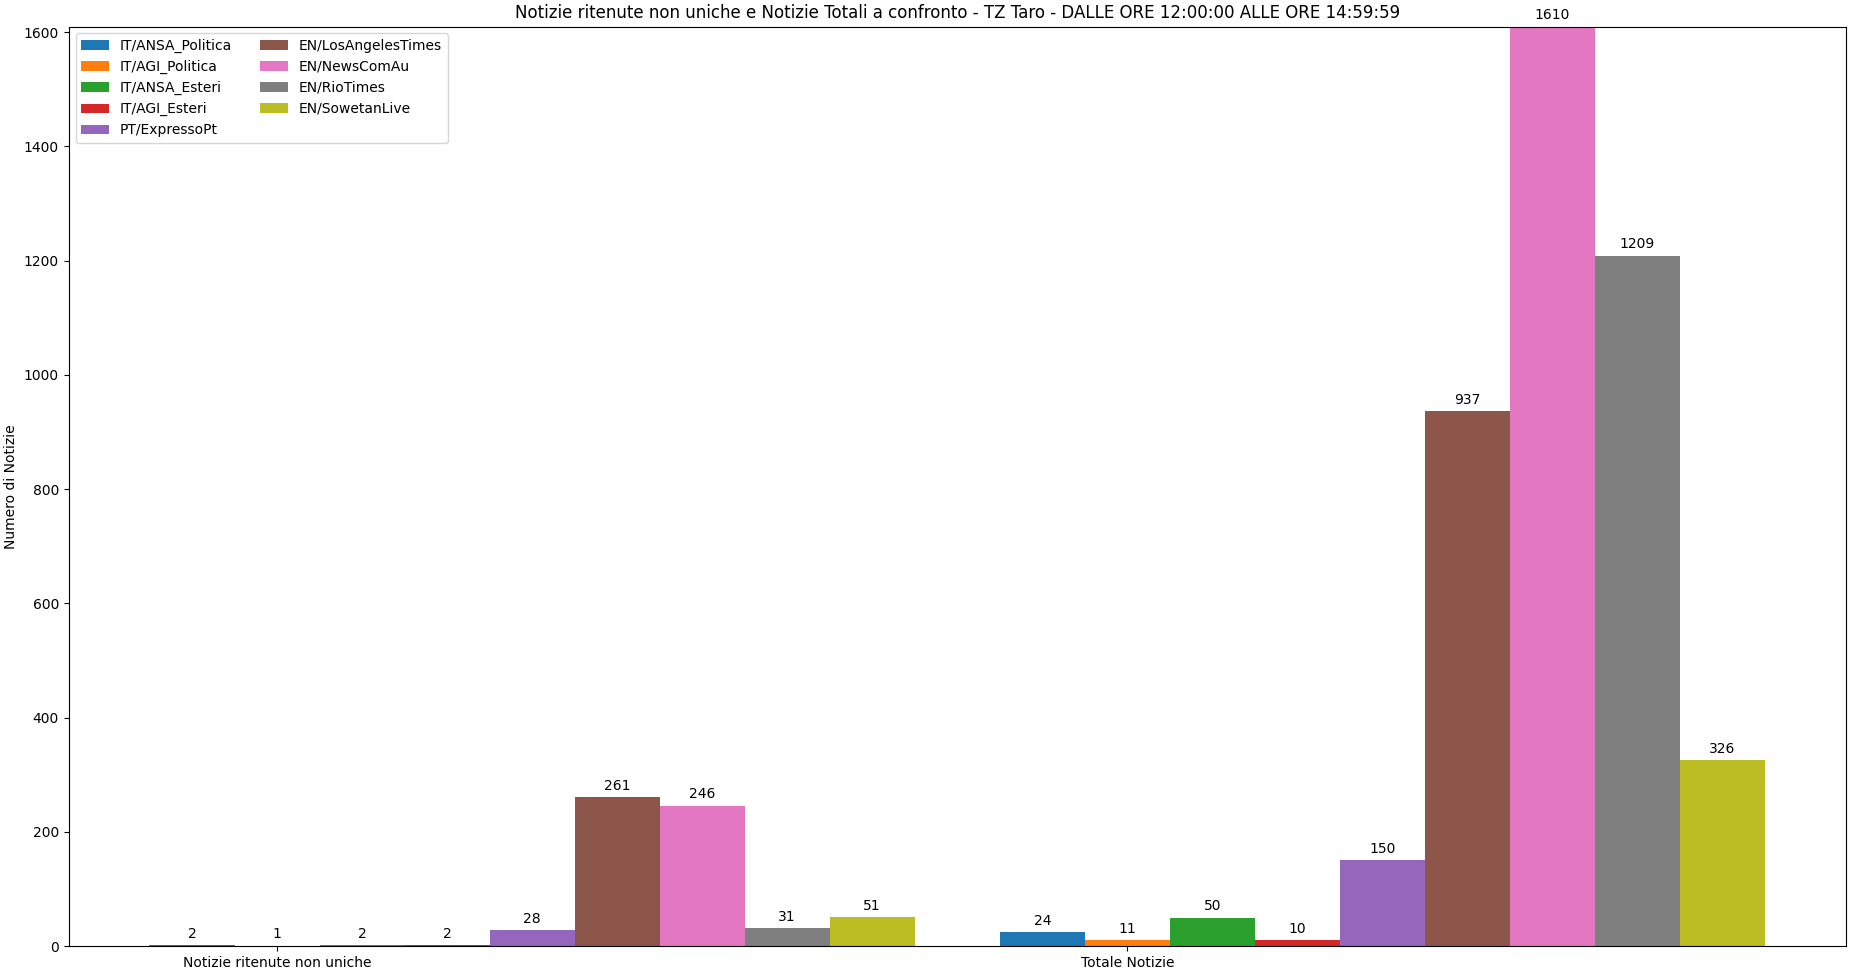 Notizie ritenute non uniche e Notizie Totali a confronto - TZ Taro - DALLE ORE 12:00:00 ALLE ORE 14:59:59
IT/ANSA_Politica
IT/AGI_Politica
IT/ANSA_Esteri
IT/AGI_Esteri
PT/ExpressoPt
EN/LosAngelesTimes
EN/NewsComAu
EN/RioTimes
EN/SowetanLive
Numero di Notizie
1600
1400
1200
1000
800
600
400
200
0
2
1
2
2
28
261
246
31
51
24
11
50
10
150
937
1610
1209
326
Notizie ritenute non uniche
Totale Notizie